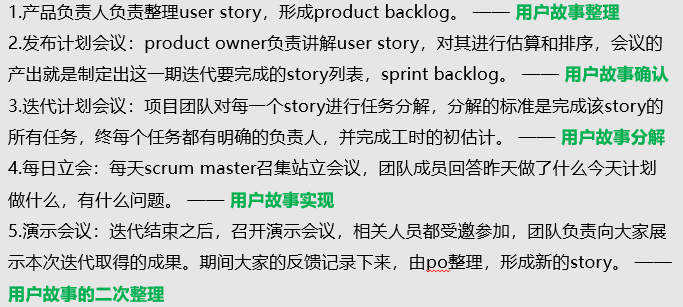 1.产品负责人负责整理user story，形成product backlog。 —— 用户故事整理
2.发布计划会议：product owner负责讲解user story，对其进行估算和排序，会议的
产出就是制定出这一期迭代要完成的story列表，sprint backlog。 —— 用户故事确认
3.迭代计划会议：项目团队对每一个story进行任务分解，分解的标准是完成该story的
所有任务，终每个任务都有明确的负责人，并完成工时的初估计。 —— 用户故事分解
4.每日立会：每天scrum master召集站立会议，团队成员回答昨天做了什么今天计划
做什么，有什么问题。 —— 用户故事实现
5.演示会议：迭代结束之后，召开演示会议，相关人员都受邀参加，团队负责向大家展
示本次迭代取得的成果。期间大家的反馈记录下来，由po整理，形成新的story。 ——
用户故事的二次整理